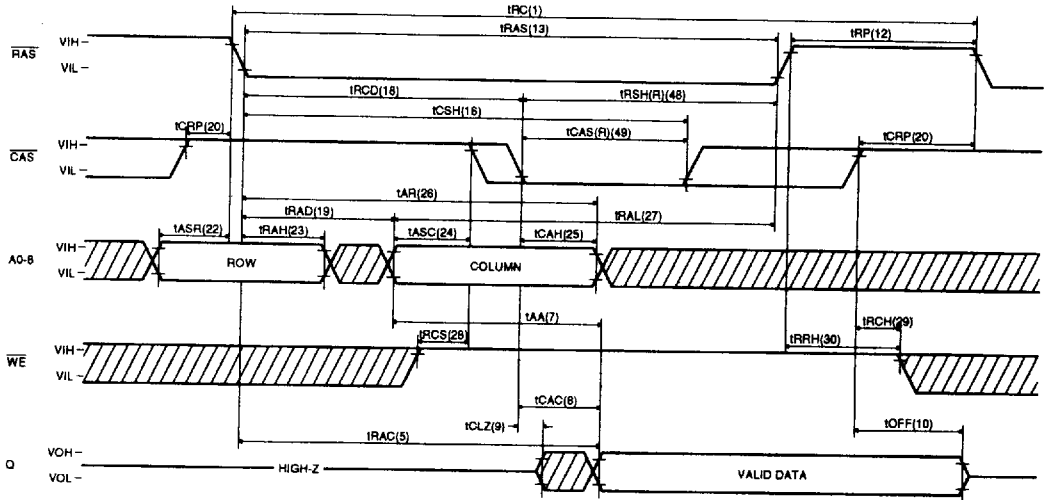 tRC(1)
tRAS(13)
tRP(12)
RAS
VIH
VIL
tRCD(18)
tRSH(R)(48)
tCSH(16)
tCRP(20)
tCAS(R)(49)
tCRP(20)
CAS
VIH
VIL
tAR(26)
tRAD(19)
tRAL(27)
tASR(22)
tRAH(23)
tASC(24)
tCAH(25)
A0-8
VIH
VIL
ROW
COLUMN
tAA(7)
tRCS(28)
tRCH(29)
tRRH(30)
WE
VIH
VIL
tCAC(8)
tCLZ(9)
tOFF(10)
tRAC(5)
Q
VOH
VOL
HIGH-Z
VALID DATA